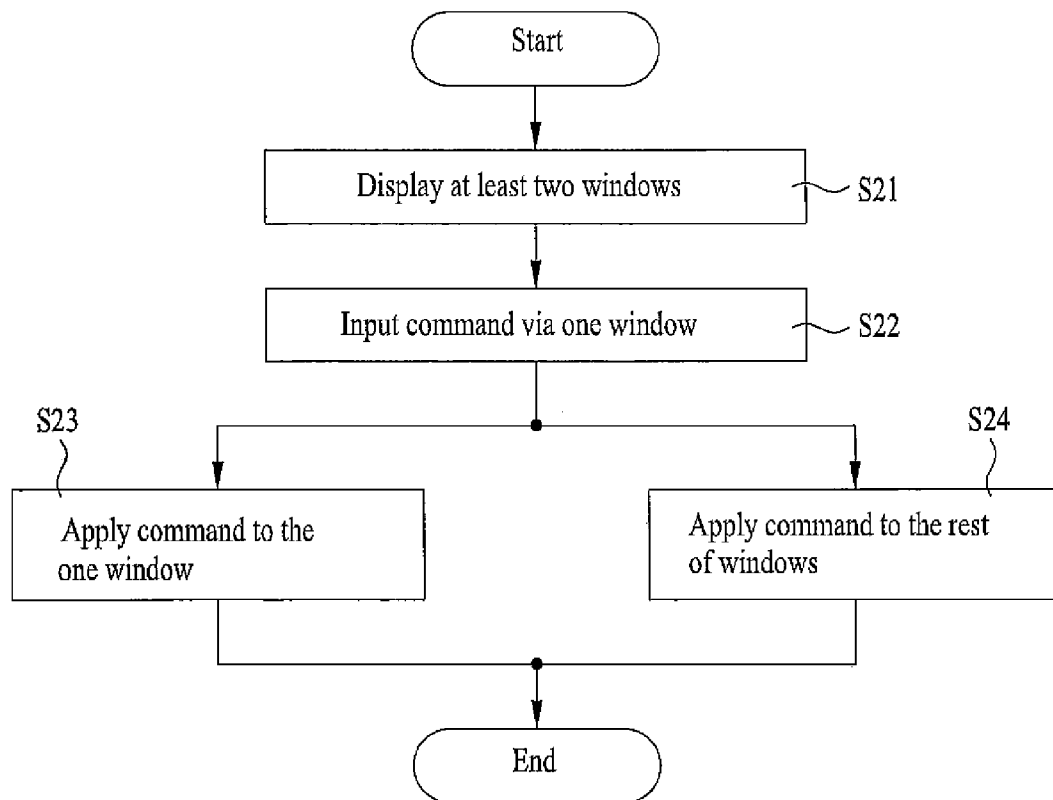 Start
Display at least two windows
S21
Input command via one window
S22
S23
S24
Apply command to the
one window
Apply command to the rest
of windows
End